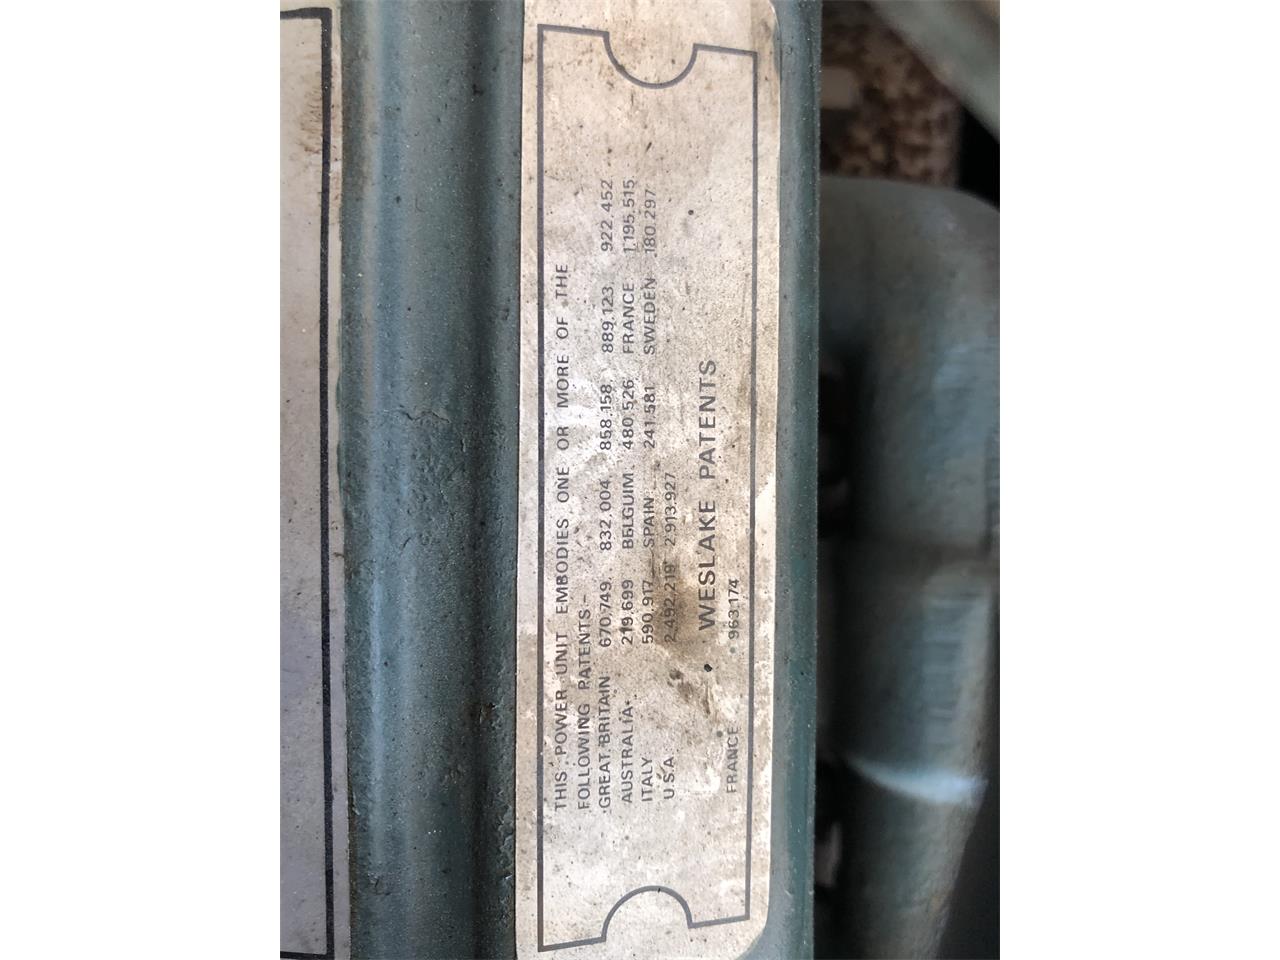 THIS POWER UNIT EMBODIES ONE OR MORE OF THE
FOLLOWING PATENTS:-
GREAT BRITAIN 670,749. 832,004. 858,158. 889,123. 922,452
AUSTRALIA 219,699 BELGUIM. 480,526 FRANCE 1,195,515.
ITALY 590,917 SPAIN 241,581 SWEDEN 180,297
U.S.A. 2,492,219 2,913,927
WESLAKE PATENTS
FRANCE 963,174